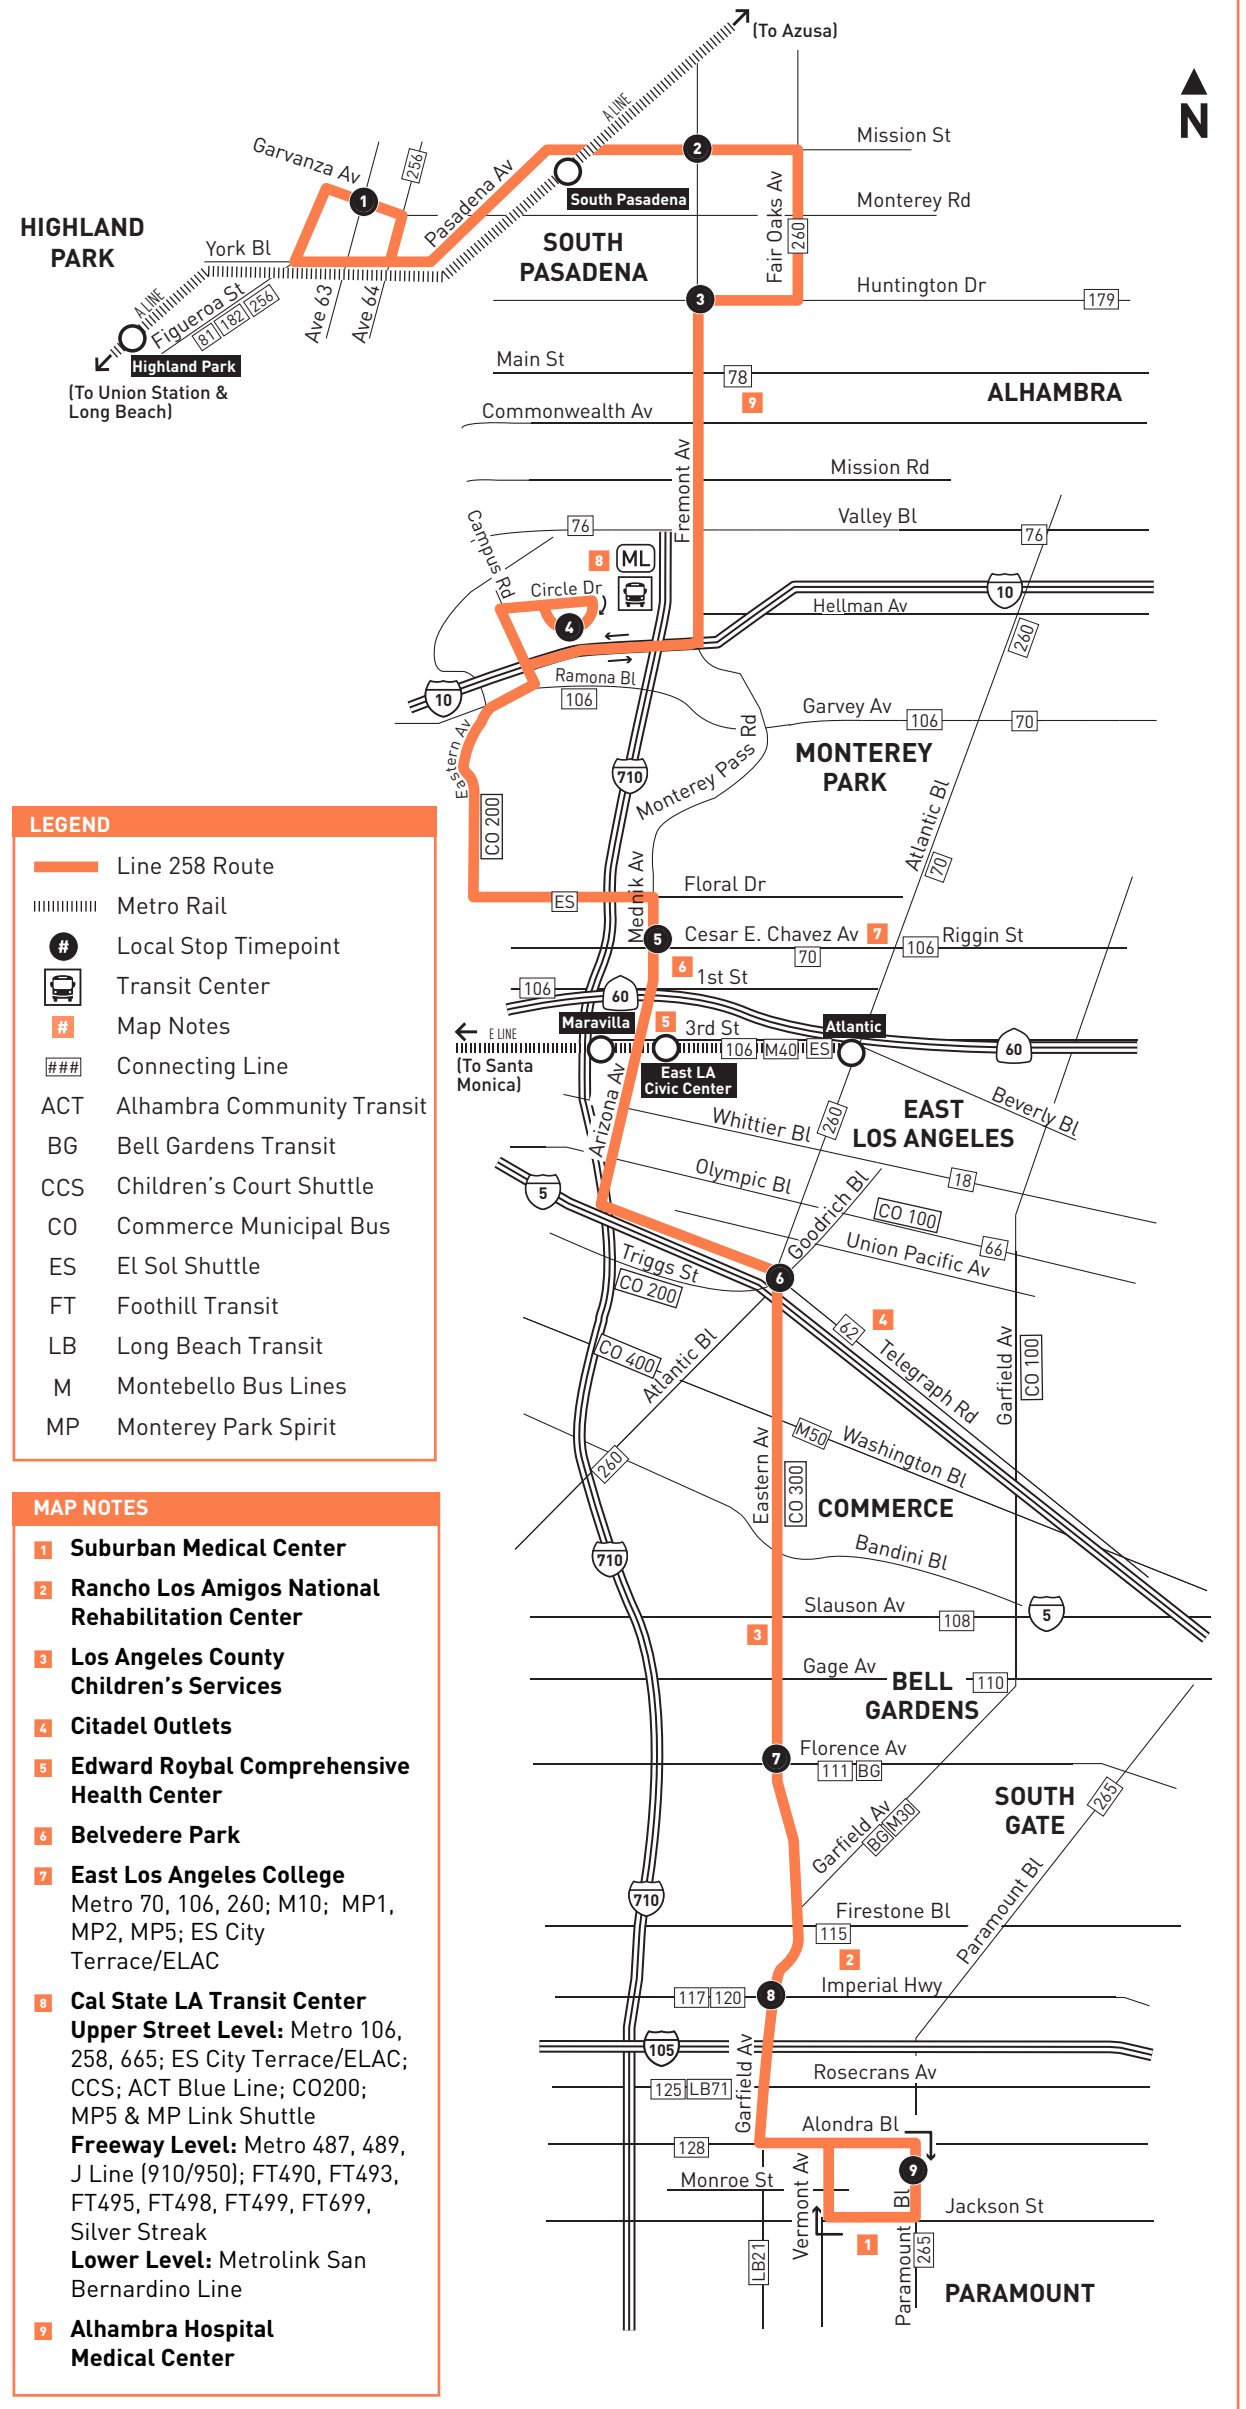 (To Azusa)
N
A LINE
Mission St
Garvanza Av
256
2
1
Pasadena Av
South Pasadena
Monterey Rd
HIGHLAND
PARK
York Bl
SOUTH
PASADENA
Fair Oaks Av
260
Huntington Dr
179
3
A LINE
Figueroa St
81 182 256
Ave 63
Ave 64
Highland Park
(To Union Station &
Long Beach)
Main St
78
9
ALHAMBRA
Commonwealth Av
Fremont Av
Mission Rd
Campus Rd
76
Valley Bl
76
8
ML
Circle Dr
4
10
Hellman Av
260
10
Ramona Bl
106
Garvey Av
106
70
Eastern Av
710
Monterey Pass Rd
MONTEREY
PARK
Atlantic Bl
70
CO 200
Mednik Av
Floral Dr
ES
5
Cesar E. Chavez Av
7
70
106
Riggin St
6
1st St
106
60
Maravilla
5
3rd St
Atlantic
E LINE
(To Santa
Monica)
106
M40
ES
60
East LA
Civic Center
Arizona Av
Whittier Bl
260
EAST
LOS ANGELES
Beverly Bl
Olympic Bl
18
5
Goodrich Bl
CO 100
66
Union Pacific Av
Triggs St
CO 200
6
4
62
Telegraph Rd
CO 400
Atlantic Bl
Garfield Av
CO 100
260
Eastern Av
M50
Washington Bl
CO 300
COMMERCE
710
Bandini Bl
Slauson Av
108
5
3
Gage Av
BELL
GARDENS
110
7
Florence Av
111
BG
SOUTH
GATE
265
Garfield Av
BG M30
710
Paramount Bl
Firestone Bl
115
2
117
120
8
Imperial Hwy
105
Garfield Av
Rosecrans Av
125
LB71
Alondra Bl
128
9
Monroe St
Vermont Av
Paramount Bl
Jackson St
LB21
1
265
PARAMOUNT
LEGEND
Line 258 Route
Metro Rail
# Local Stop Timepoint
Transit Center
# Map Notes
### Connecting Line
ACT Alhambra Community Transit
BG Bell Gardens Transit
CCS Children's Court Shuttle
CO Commerce Municipal Bus
ES El Sol Shuttle
FT Foothill Transit
LB Long Beach Transit
M Montebello Bus Lines
MP Monterey Park Spirit
MAP NOTES
1 Suburban Medical Center
2 Rancho Los Amigos National
Rehabilitation Center
3 Los Angeles County
Children's Services
4 Citadel Outlets
5 Edward Roybal Comprehensive
Health Center
6 Belvedere Park
7 East Los Angeles College
Metro 70, 106, 260; M10; MP1,
MP2, MP5; ES City
Terrace/ELAC
8 Cal State LA Transit Center
Upper Street Level: Metro 106,
258, 665; ES City Terrace/ELAC;
CCS; ACT Blue Line; CO200;
MP5 & MP Link Shuttle
Freeway Level: Metro 487, 489,
J Line (910/950); FT490, FT493,
FT495, FT498, FT499, FT699,
Silver Streak
Lower Level: Metrolink San
Bernardino Line
9 Alhambra Hospital
Medical Center